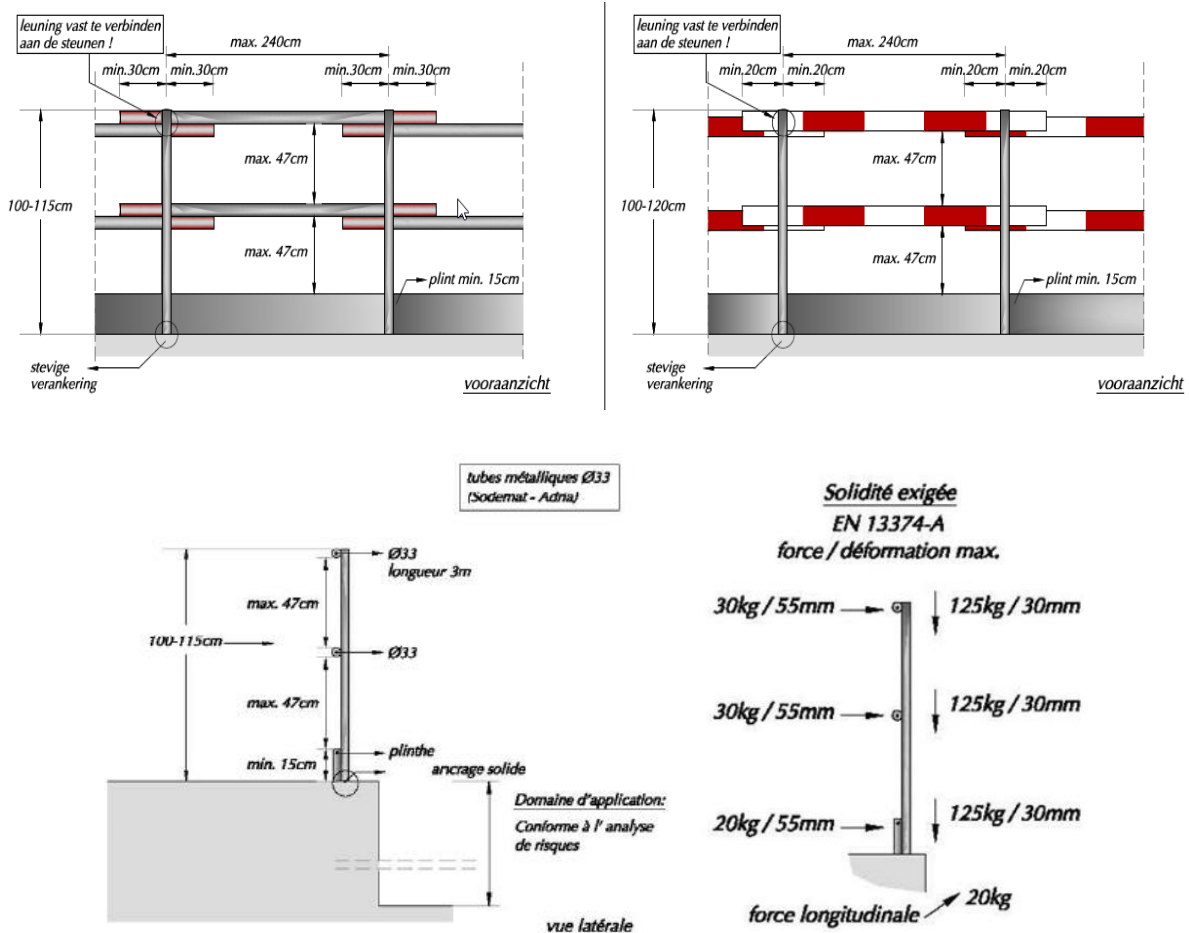 leuning vast te verbinden
aan de steunen !
max. 240cm
min.30cm
min.30cm
min.30cm
min.30cm
max. 47cm
100-115cm
max. 47cm
plint min. 15cm
stevige
verankering
vooraanzicht
leuning vast te verbinden
aan de steunen !
max. 240cm
min.20cm
min.20cm
min.20cm
min.20cm
max. 47cm
100-120cm
max. 47cm
plint min. 15cm
stevige
verankering
vooraanzicht
tubes métalliques Ø33
(Sodemat - Adria)
Ø33
longueur 3m
max. 47cm
100-115cm
Ø33
max. 47cm
plinthe
min. 15cm
ancrage solide
Domaine d'application:
Conforme à l' analyse
de risques
vue latérale
Solidité exigée
EN 13374-A
force / déformation max.
30kg / 55mm
125kg / 30mm
30kg / 55mm
125kg / 30mm
20kg / 55mm
125kg / 30mm
force longitudinale
20kg